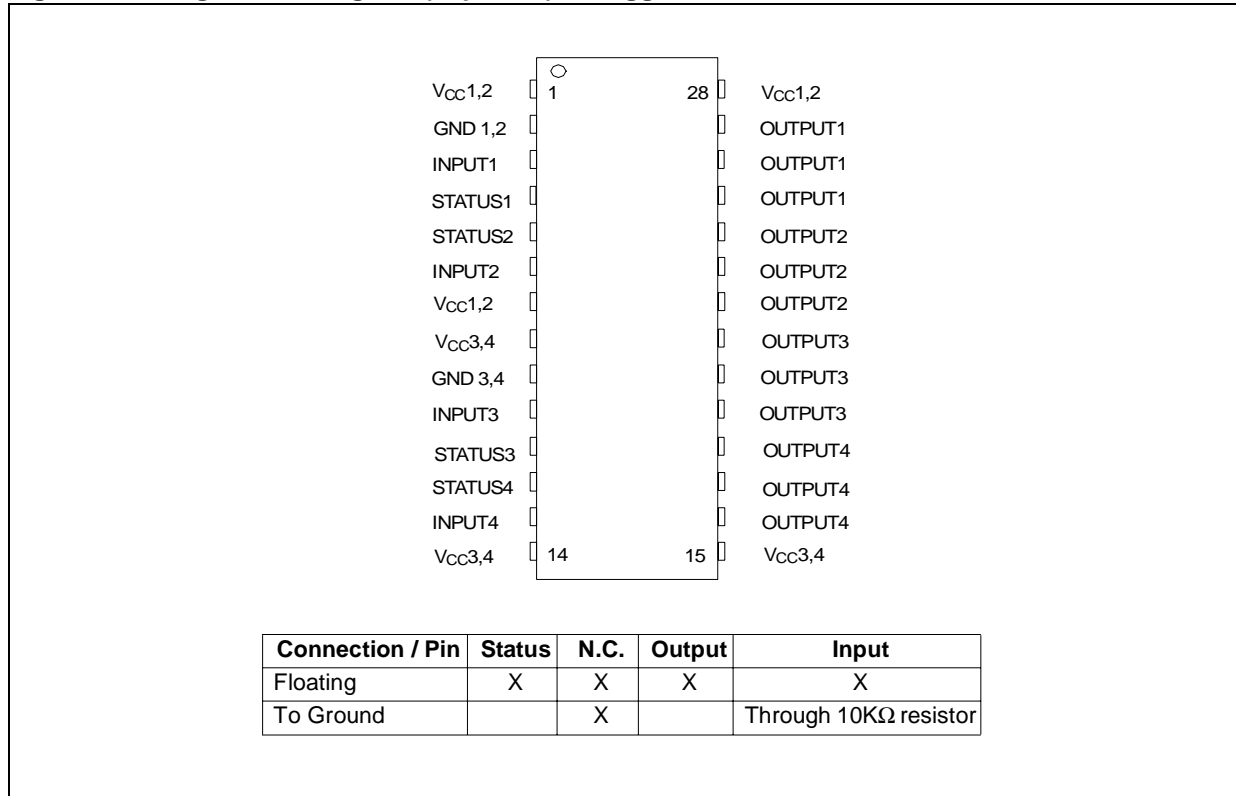 VCC1,2 1 28 VCC1,2
GND 1,2 OUTPUT1
INPUT1 OUTPUT1
STATUS1 OUTPUT1
STATUS2 OUTPUT2
INPUT2 OUTPUT2
VCC1,2 OUTPUT2
VCC3,4 OUTPUT3
GND 3,4 OUTPUT3
INPUT3 OUTPUT3
STATUS3 OUTPUT4
STATUS4 OUTPUT4
INPUT4 OUTPUT4
VCC3,4 14 15 VCC3,4
Connection / Pin Status N.C. Output Input
Floating X X X X
To Ground X Through 10KΩ resistor